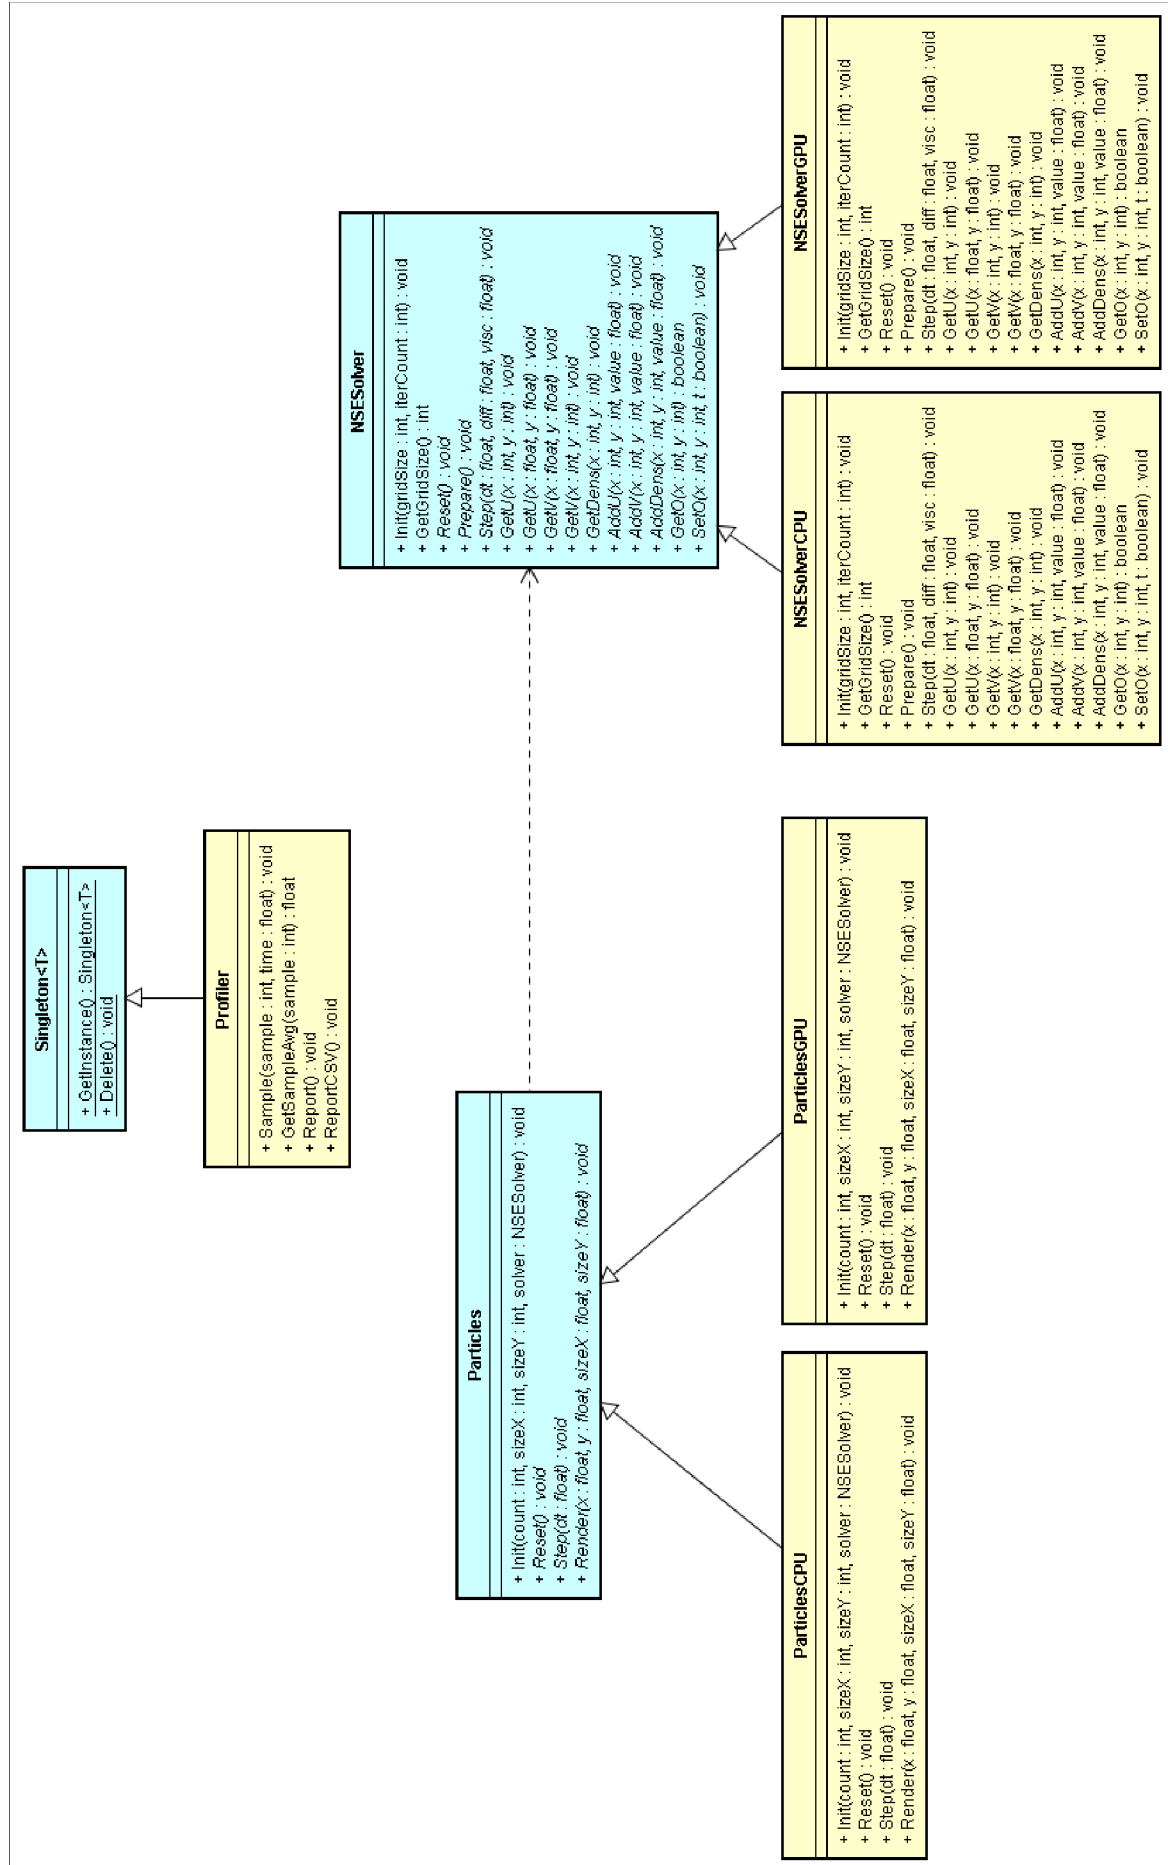 Singleton<T>
+ GetInstance() : Singleton<T>
+ Delete() : void
Profiler
+ Sample(sample : int, time : float) : void
+ GetSampleAvg(sample : int) : float
+ Report() : void
+ ReportCSV() : void
Particles
+ Init(count : int, sizeX : int, sizeY : int, solver : NSESolver) : void
+ Reset() : void
+ Step(dt : float) : void
+ Render(x : float, y : float, sizeX : float, sizeY : float) : void
NSESolver
+ Init(gridSize : int, iterCount : int) : void
+ GetGridSize() : int
+ Reset() : void
+ Prepare() : void
+ Step(dt : float, diff : float, visc : float) : void
+ GetU(x : int, y : int) : void
+ GetU(x : float, y : float) : void
+ GetV(x : float, y : float) : void
+ GetV(x : int, y : int) : void
+ GetDens(x : int, y : int) : void
+ AddU(x : int, y : int, value : float) : void
+ AddV(x : int, y : int, value : float) : void
+ AddDens(x : int, y : int, value : float) : void
+ GetO(x : int, y : int) : boolean
+ SetO(x : int, y : int, t : boolean) : void
ParticlesCPU
+ Init(count : int, sizeX : int, sizeY : int, solver : NSESolver) : void
+ Reset() : void
+ Step(dt : float) : void
+ Render(x : float, y : float, sizeX : float, sizeY : float) : void
ParticlesGPU
+ Init(count : int, sizeX : int, sizeY : int, solver : NSESolver) : void
+ Reset() : void
+ Step(dt : float) : void
+ Render(x : float, y : float, sizeX : float, sizeY : float) : void
NSESolverCPU
+ Init(gridSize : int, iterCount : int) : void
+ GetGridSize() : int
+ Reset() : void
+ Prepare() : void
+ Step(dt : float, diff : float, visc : float) : void
+ GetU(x : int, y : int) : void
+ GetU(x : float, y : float) : void
+ GetV(x : int, y : int) : void
+ GetV(x : float, y : float) : void
+ GetDens(x : int, y : int) : void
+ AddU(x : int, y : int, value : float) : void
+ AddV(x : int, y : int, value : float) : void
+ AddDens(x : int, y : int, value : float) : void
+ GetO(x : int, y : int) : boolean
+ SetO(x : int, y : int, t : boolean) : void
NSESolverGPU
+ Init(gridSize : int, iterCount : int) : void
+ GetGridSize() : int
+ Reset() : void
+ Prepare() : void
+ Step(dt : float, diff : float, visc : float) : void
+ GetU(x : int, y : int) : void
+ GetU(x : float, y : float) : void
+ GetV(x : int, y : int) : void
+ GetV(x : float, y : float) : void
+ GetDens(x : int, y : int) : void
+ AddU(x : int, y : int, value : float) : void
+ AddV(x : int, y : int, value : float) : void
+ AddDens(x : int, y : int, value : float) : void
+ GetO(x : int, y : int) : boolean
+ SetO(x : int, y : int, t : boolean) : void